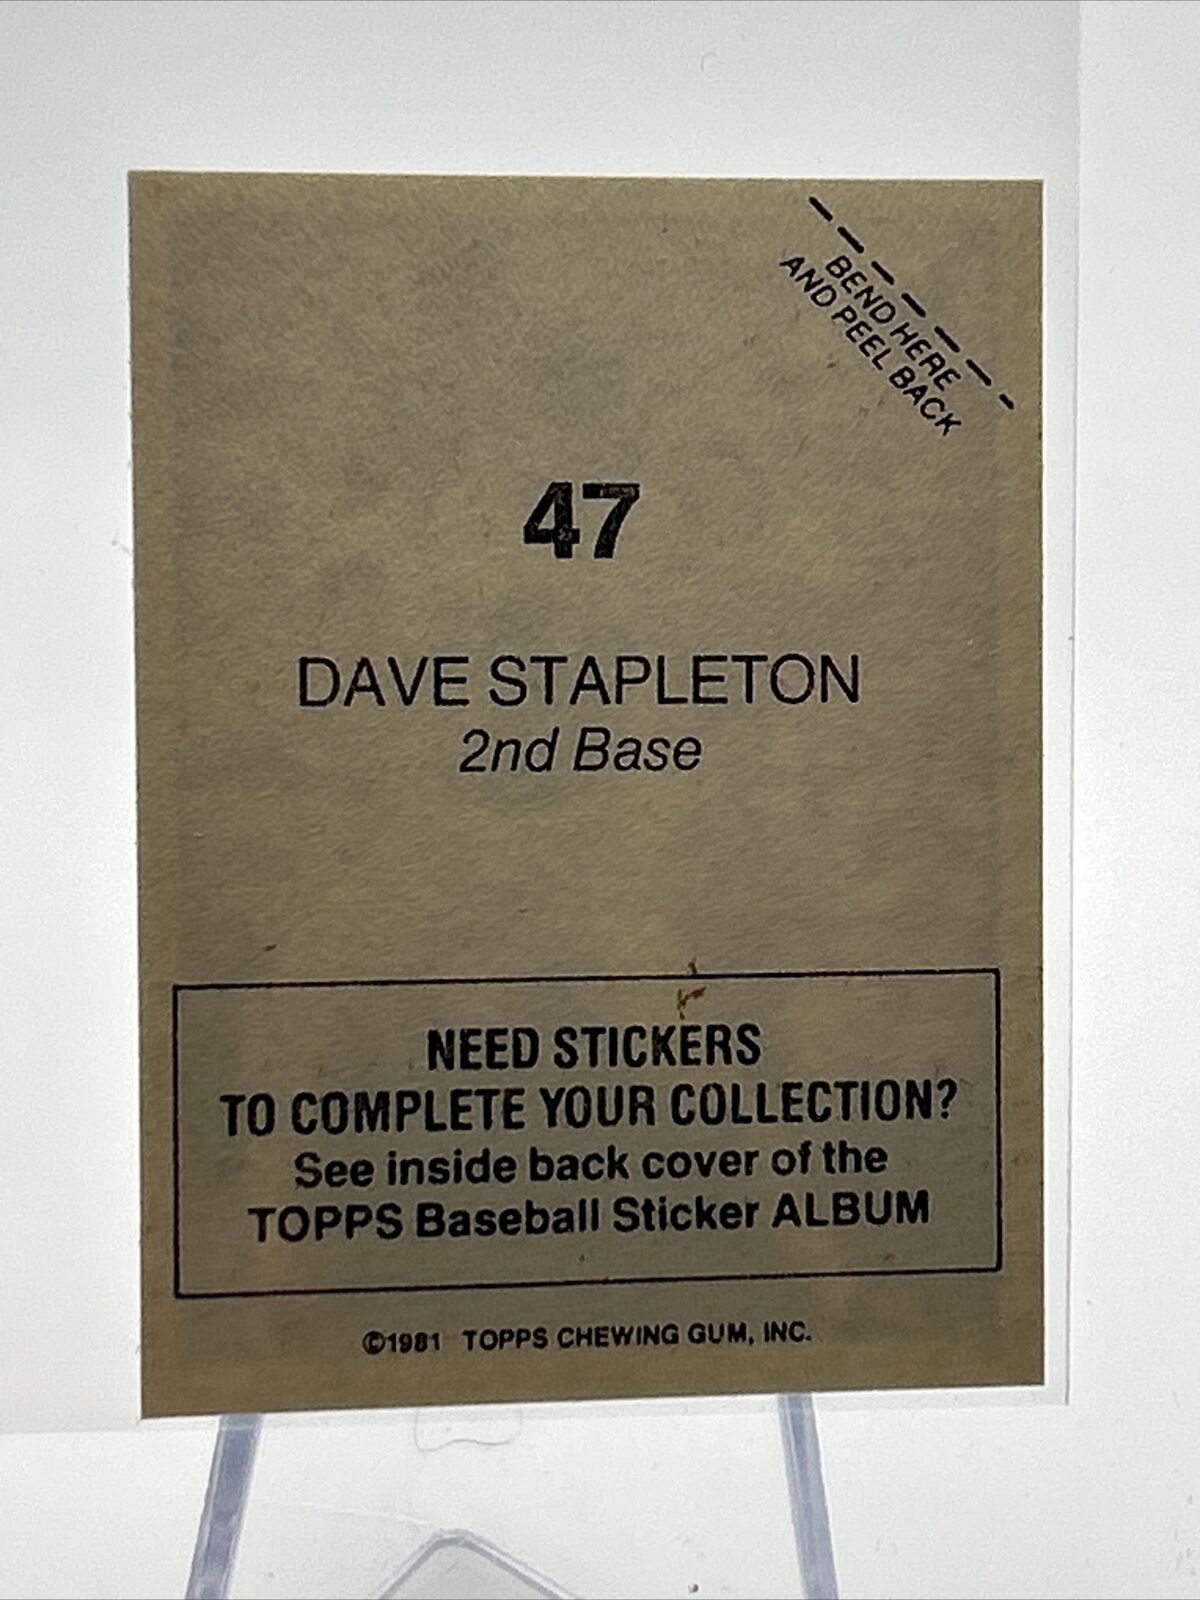 BEND HERE
AND PEEL BACK
47
DAVE STAPLETON
2nd Base
NEED STICKERS
TO COMPLETE YOUR COLLECTION?
See inside back cover of the
TOPPS Baseball Sticker ALBUM
©1981 TOPPS CHEWING GUM, INC.